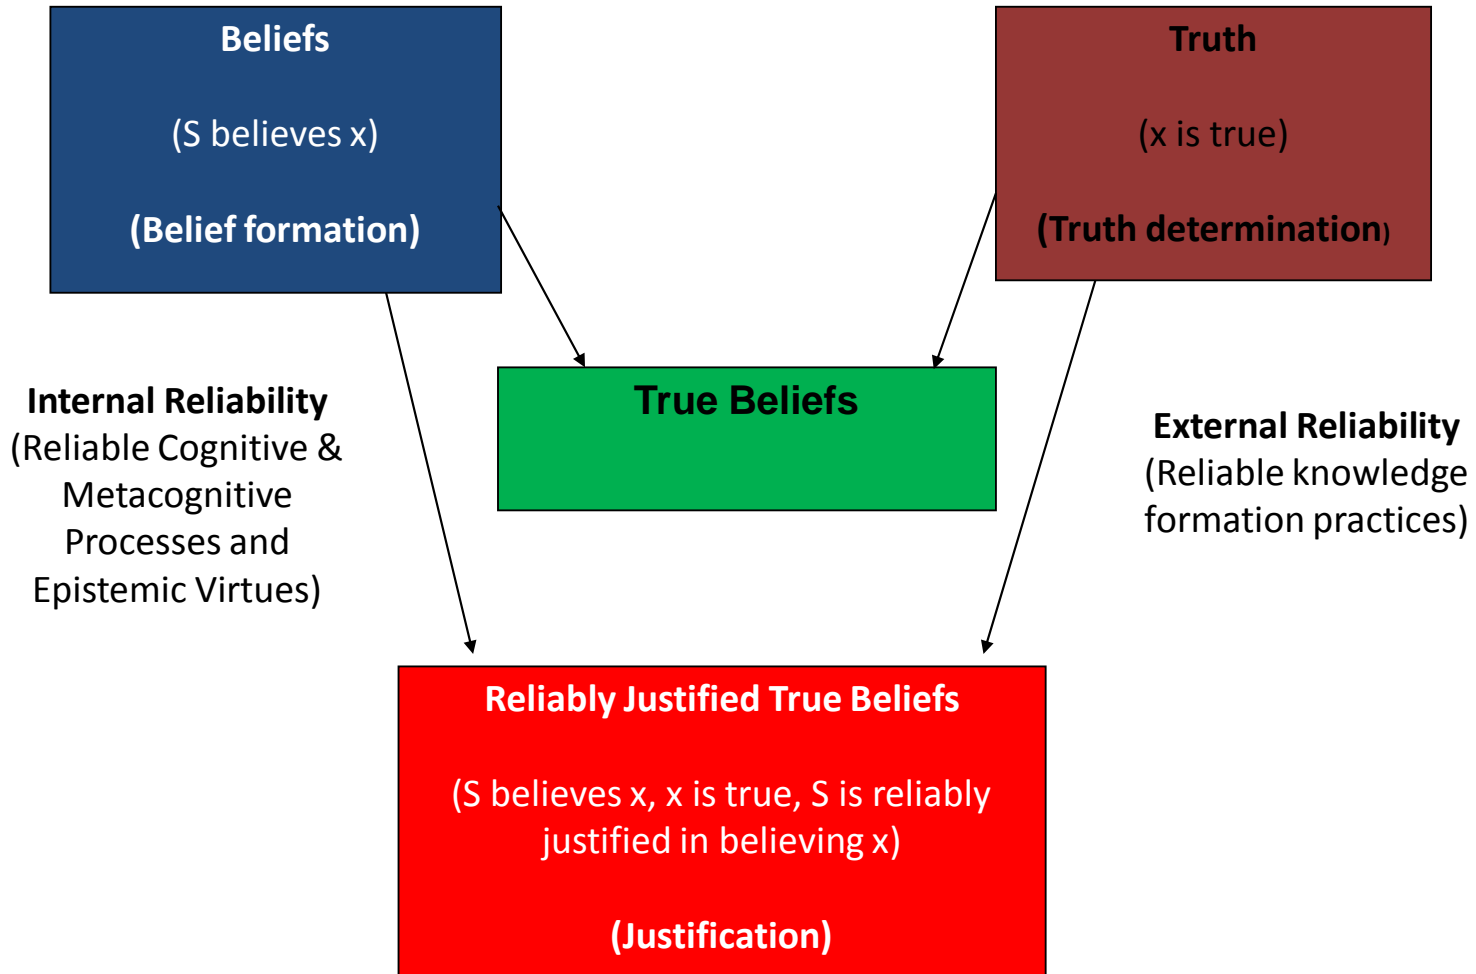 Beliefs
(S believes x)
(Belief formation)
Truth
(x is true)
(Truth determination)
True Beliefs
Internal Reliability
(Reliable Cognitive &
Metacognitive
Processes and
Epistemic Virtues)
External Reliability
(Reliable knowledge
formation practices)
Reliably Justified True Beliefs
(S believes x, x is true, S is reliably
justified in believing x)
(Justification)